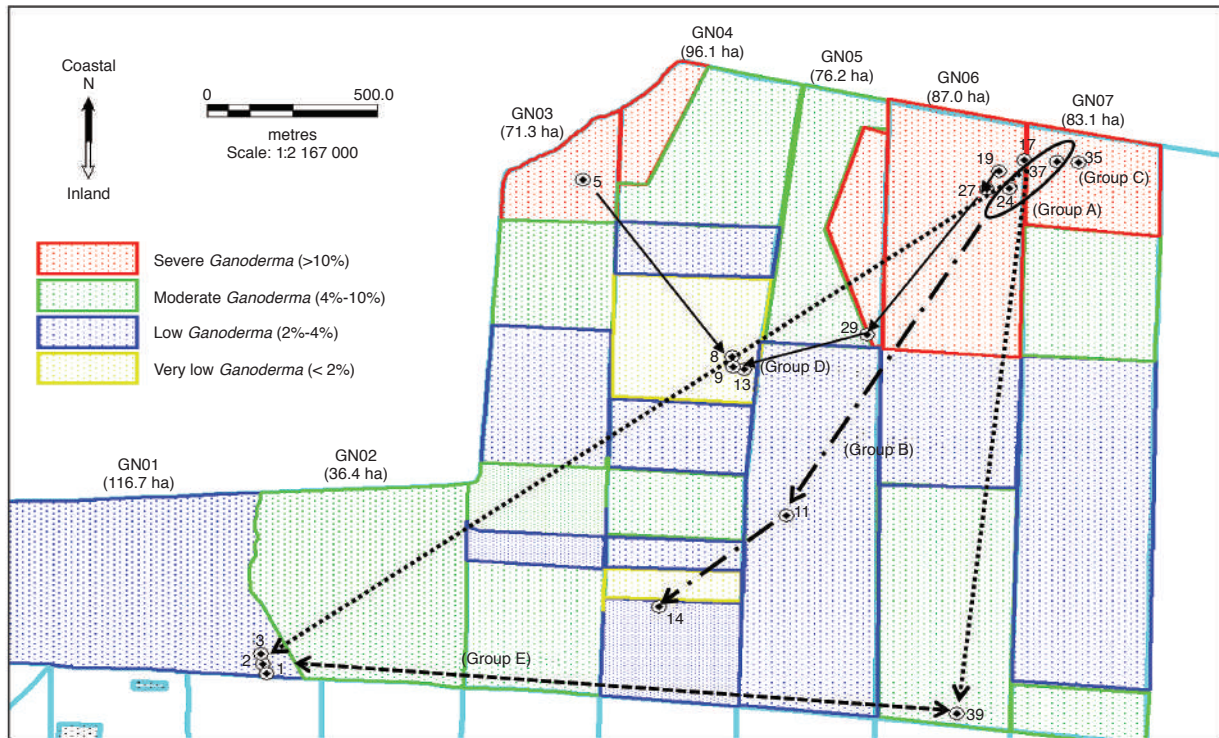 GN04
(96.1 ha)
GN05
(76.2 ha)
GN06
(87.0 ha)
GN07
(83.1 ha)
GN03
(71.3 ha)
Coastal
N
Inland
0 500.0
metres
Scale: 1:2 167 000
Severe Ganoderma (>10%)
Moderate Ganoderma (4%-10%)
Low Ganoderma (2%-4%)
Very low Ganoderma (< 2%)
5
19
17
37
35
(Group C)
27
24
(Group A)
29
8
9
13
(Group D)
(Group B)
11
14
GN01
(116.7 ha)
GN02
(36.4 ha)
3
2
1
(Group E)
39